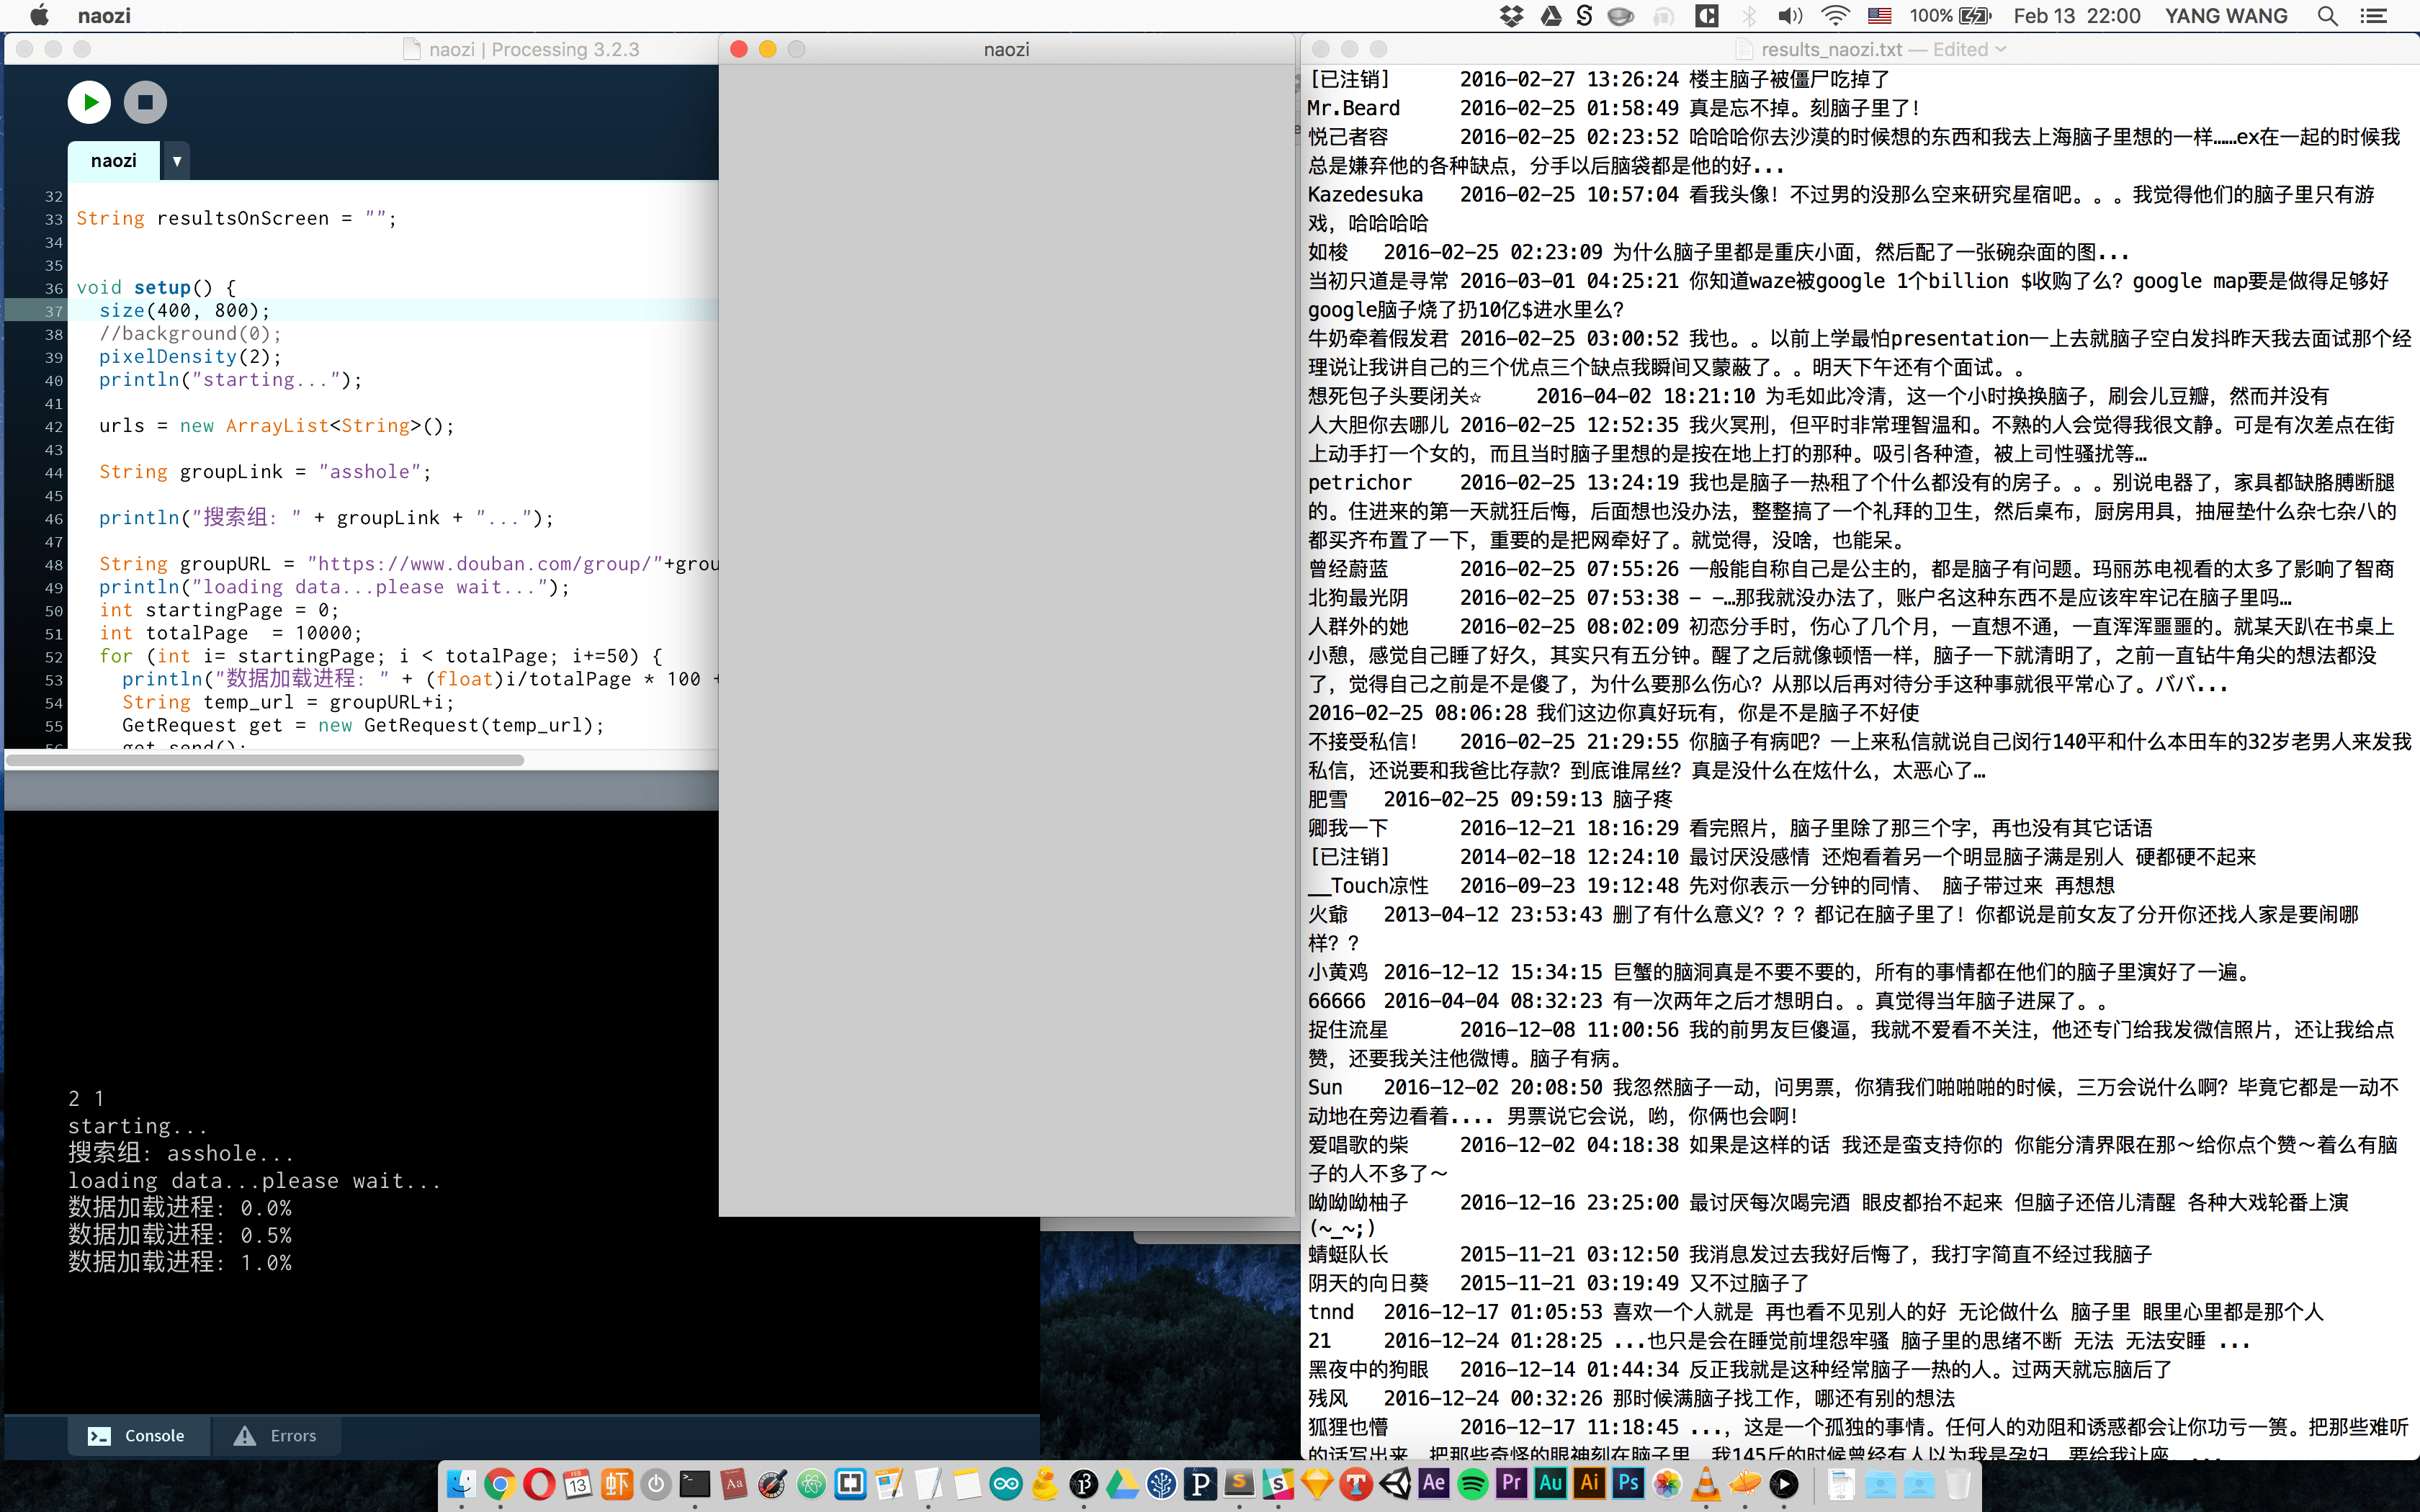 naozi
100%
Feb 13 22:00
YANG WANG
naozi | Processing 3.2.3
naozi
32
33 String resultsOnScreen = "";
34
35
36 void setup() {
37 size(400, 800);
38 //background(0);
39 pixelDensity(2);
40 println("starting...");
41
42 urls = new ArrayList<String>();
43
44 String groupLink = "asshole";
45
46 println("搜索组: " + groupLink + "...");
47
48 String groupURL = "https://www.douban.com/group/"+grou
49 println("loading data...please wait...");
50 int startingPage = 0;
51 int totalPage  = 10000;
52 for (int i= startingPage; i < totalPage; i+=50) {
53 println("数据加载进程: " + (float)i/totalPage * 100 +
54 String temp_url = groupURL+i;
55 GetRequest get = new GetRequest(temp_url);
56 get.send();
2 1
starting...
搜索组: asshole...
loading data...please wait...
数据加载进程: 0.0%
数据加载进程: 0.5%
数据加载进程: 1.0%
Console
Errors
naozi
results_naozi.txt — Edited
[已注销] 2016-02-27 13:26:24 楼主脑子被僵尸吃掉了
Mr.Beard 2016-02-25 01:58:49 真是忘不掉。刻脑子里了！
悦己者容 2016-02-25 02:23:52 哈哈哈你去沙漠的时候想的东西和我去上海脑子里想的一样……ex在一起的时候我
总是嫌弃他的各种缺点，分手以后脑袋都是他的好...
Kazedesuka 2016-02-25 10:57:04 看我头像！不过男的没那么空来研究星宿吧。。。我觉得他们的脑子里只有游
戏，哈哈哈哈
如梭 2016-02-25 02:23:09 为什么脑子里都是重庆小面，然后配了一张碗杂面的图...
当初只道是寻常 2016-03-01 04:25:21 你知道waze被google 1个billion $收购了么？google map要是做得足够好
google脑子烧了扔10亿$进水里么？
牛奶牵着假发君 2016-02-25 03:00:52 我也。。以前上学最怕presentation一上去就脑子空白发抖昨天我去面试那个经
理说让我讲自己的三个优点三个缺点我瞬间又蒙蔽了。。明天下午还有个面试。。
想死包子头要闭关☆ 2016-04-02 18:21:10 为毛如此冷清，这一个小时换换脑子，刷会儿豆瓣，然而并没有
人大胆你去哪儿 2016-02-25 12:52:35 我火冥刑，但平时非常理智温和。不熟的人会觉得我很文静。可是有次差点在街
上动手打一个女的，而且当时脑子里想的是按在地上打的那种。吸引各种渣，被上司性骚扰等…
petrichor 2016-02-25 13:24:19 我也是脑子一热租了个什么都没有的房子。。。别说电器了，家具都缺胳膊断腿
的。住进来的第一天就狂后悔，后面想也没办法，整整搞了一个礼拜的卫生，然后桌布，厨房用具，抽屉垫什么杂七杂八的
都买齐布置了一下，重要的是把网牵好了。就觉得，没啥，也能呆。
曾经蔚蓝 2016-02-25 07:55:26 一般能自称自己是公主的，都是脑子有问题。玛丽苏电视看的太多了影响了智商
北狗最光阴 2016-02-25 07:53:38 – –…那我就没办法了，账户名这种东西不是应该牢牢记在脑子里吗…
人群外的她 2016-02-25 08:02:09 初恋分手时，伤心了几个月，一直想不通，一直浑浑噩噩的。就某天趴在书桌上
小憩，感觉自己睡了好久，其实只有五分钟。醒了之后就像顿悟一样，脑子一下就清明了，之前一直钻牛角尖的想法都没
了，觉得自己之前是不是傻了，为什么要那么伤心？从那以后再对待分手这种事就很平常心了。ババ...
2016-02-25 08:06:28 我们这边你真好玩有，你是不是脑子不好使
不接受私信！ 2016-02-25 21:29:55 你脑子有病吧？一上来私信就说自己闵行140平和什么本田车的32岁老男人来发我
私信，还说要和我爸比存款？到底谁屌丝？真是没什么在炫什么，太恶心了…
肥雪 2016-02-25 09:59:13 脑子疼
卿我一下 2016-12-21 18:16:29 看完照片，脑子里除了那三个字，再也没有其它话语
[已注销] 2014-02-18 12:24:10 最讨厌没感情 还炮看着另一个明显脑子满是别人 硬都硬不起来
__Touch凉性 2016-09-23 19:12:48 先对你表示一分钟的同情、 脑子带过来 再想想
火爺 2013-04-12 23:53:43 删了有什么意义？？？都记在脑子里了！你都说是前女友了分开你还找人家是要闹哪
样？？
小黄鸡 2016-12-12 15:34:15 巨蟹的脑洞真是不要不要的，所有的事情都在他们的脑子里演好了一遍。
66666 2016-04-04 08:32:23 有一次两年之后才想明白。。真觉得当年脑子进屎了。。
捉住流星 2016-12-08 11:00:56 我的前男友巨傻逼，我就不爱看不关注，他还专门给我发微信照片，还让我给点
赞，还要我关注他微博。脑子有病。
Sun 2016-12-02 20:08:50 我忽然脑子一动，问男票，你猜我们啪啪啪的时候，三万会说什么啊？毕竟它都是一动不
动地在旁边看着.... 男票说它会说，哟，你俩也会啊！
爱唱歌的柴 2016-12-02 04:18:38 如果是这样的话 我还是蛮支持你的 你能分清界限在那～给你点个赞～着么有脑
子的人不多了～
呦呦呦柚子 2016-12-16 23:25:00 最讨厌每次喝完酒 眼皮都抬不起来 但脑子还倍儿清醒 各种大戏轮番上演
(~_~;)
蜻蜓队长 2015-11-21 03:12:50 我消息发过去我好后悔了，我打字简直不经过我脑子
阴天的向日葵 2015-11-21 03:19:49 又不过脑子了
tnnd 2016-12-17 01:05:53 喜欢一个人就是 再也看不见别人的好 无论做什么 脑子里 眼里心里都是那个人
21 2016-12-24 01:28:25 ...也只是会在睡觉前埋怨牢骚 脑子里的思绪不断 无法 无法安睡 ...
黑夜中的狗眼 2016-12-14 01:44:34 反正我就是这种经常脑子一热的人。过两天就忘脑后了
残风 2016-12-24 00:32:26 那时候满脑子找工作，哪还有别的想法
狐狸也懵 2016-12-17 11:18:45 ...，这是一个孤独的事情。任何人的劝阻和诱惑都会让你功亏一篑。把那些难听
的话写出来，把那些奇怪的眼神刻在脑子里，我145斤的时候曾经有人以为我是孕妇，要给我让座，...